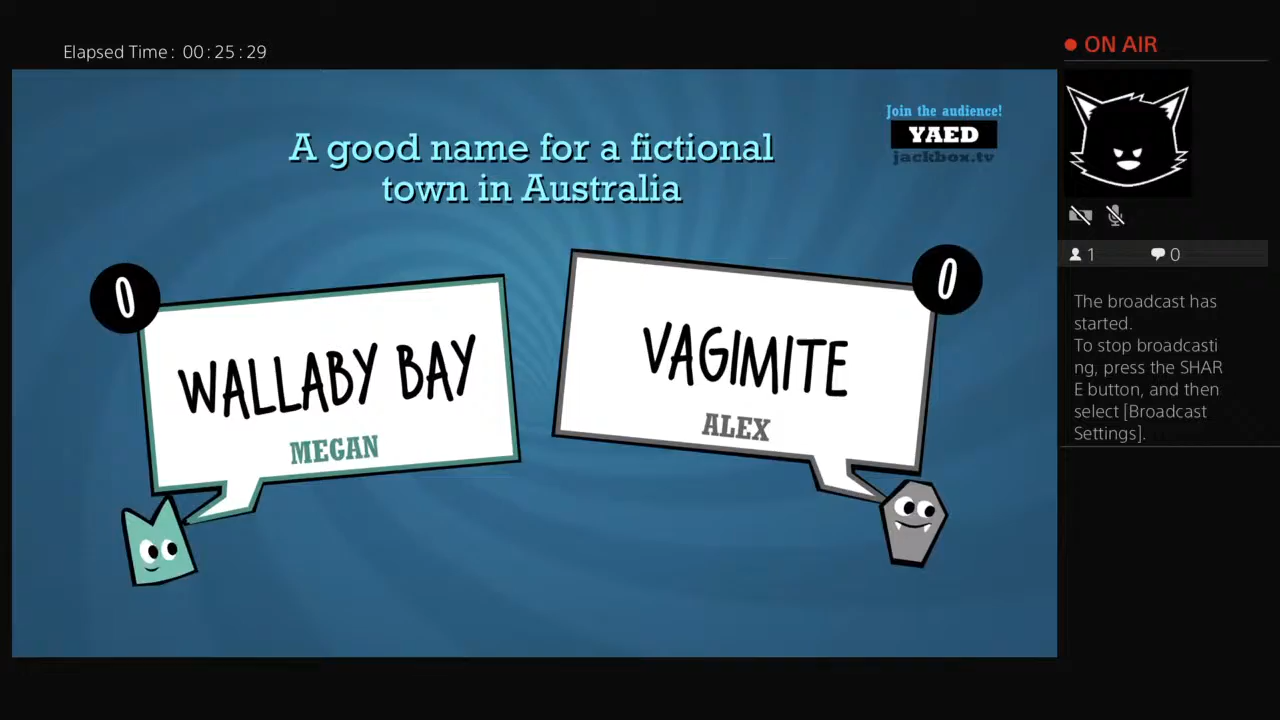 Elapsed Time: 00:25:29
ON AIR
Join the audience!
YAED
jackbox.tv
A good name for a fictional
town in Australia
0
0
WALLABY BAY
MEGAN
VAGIMITE
ALEX
1
0
The broadcast has
started.
To stop broadcasti
ng, press the SHAR
E button, and then
select [Broadcast
Settings].